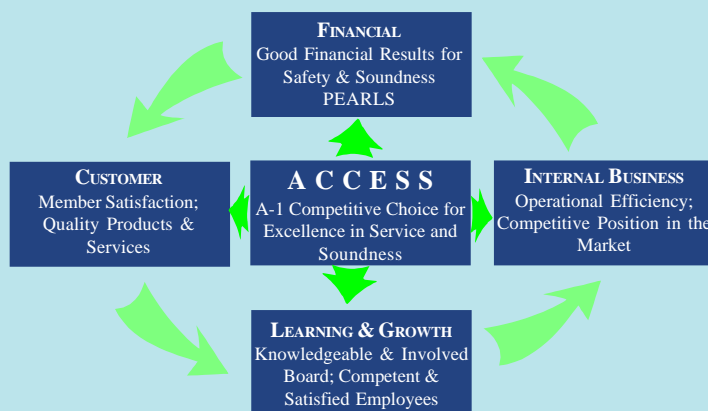 FINANCIAL
Good Financial Results for
Safety & Soundness
PEARLS
CUSTOMER
Member Satisfaction;
Quality Products &
Services
A C C E S S
A-1 Competitive Choice for
Excellence in Service and
Soundness
INTERNAL BUSINESS
Operational Efficiency;
Competitive Position in the
Market
LEARNING & GROWTH
Knowledgeable & Involved
Board; Competent &
Satisfied Employees